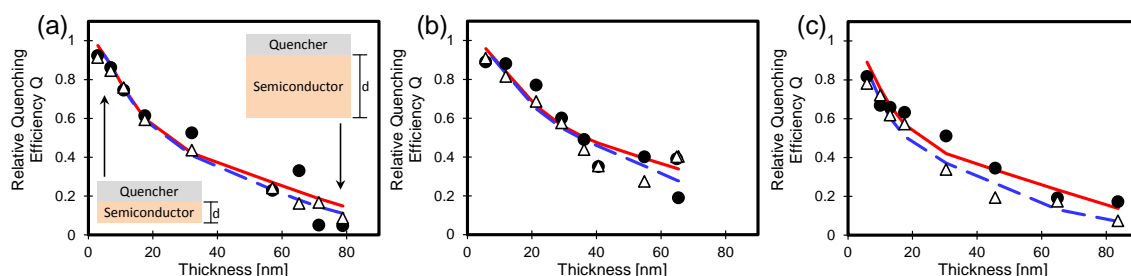 (a)
Relative Quenching
Efficiency Q
1
0.8
0.6
0.4
0.2
0
0 20 40 60 80
Thickness [nm]
Quencher
Semiconductor
d
Quencher
Semiconductor
d
(b)
Relative Quenching
Efficiency Q
1
0.8
0.6
0.4
0.2
0
0 20 40 60 80
Thickness [nm]
(c)
Relative Quenching
Efficiency Q
1
0.8
0.6
0.4
0.2
0
0 20 40 60 80
Thickness [nm]